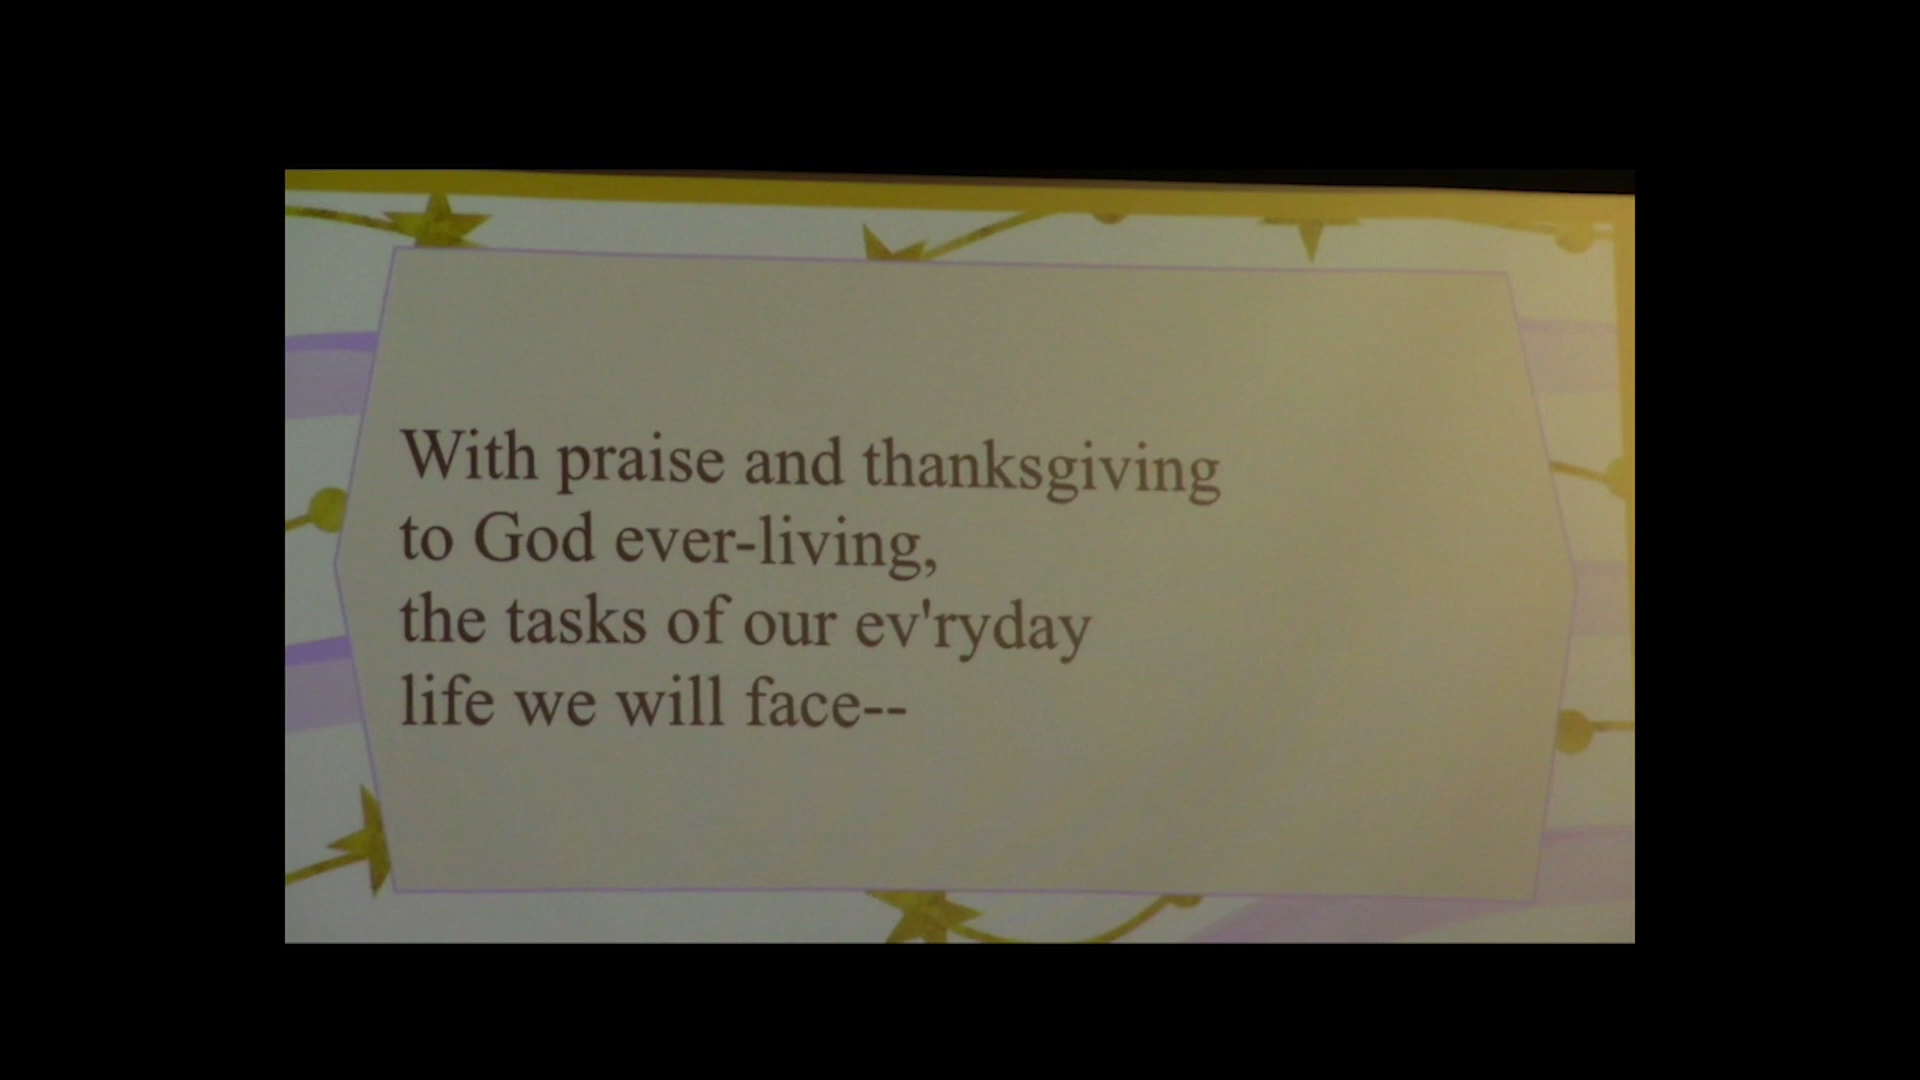 With praise and thanksgiving
to God ever-living,
the tasks of our ev'ryday
life we will face--